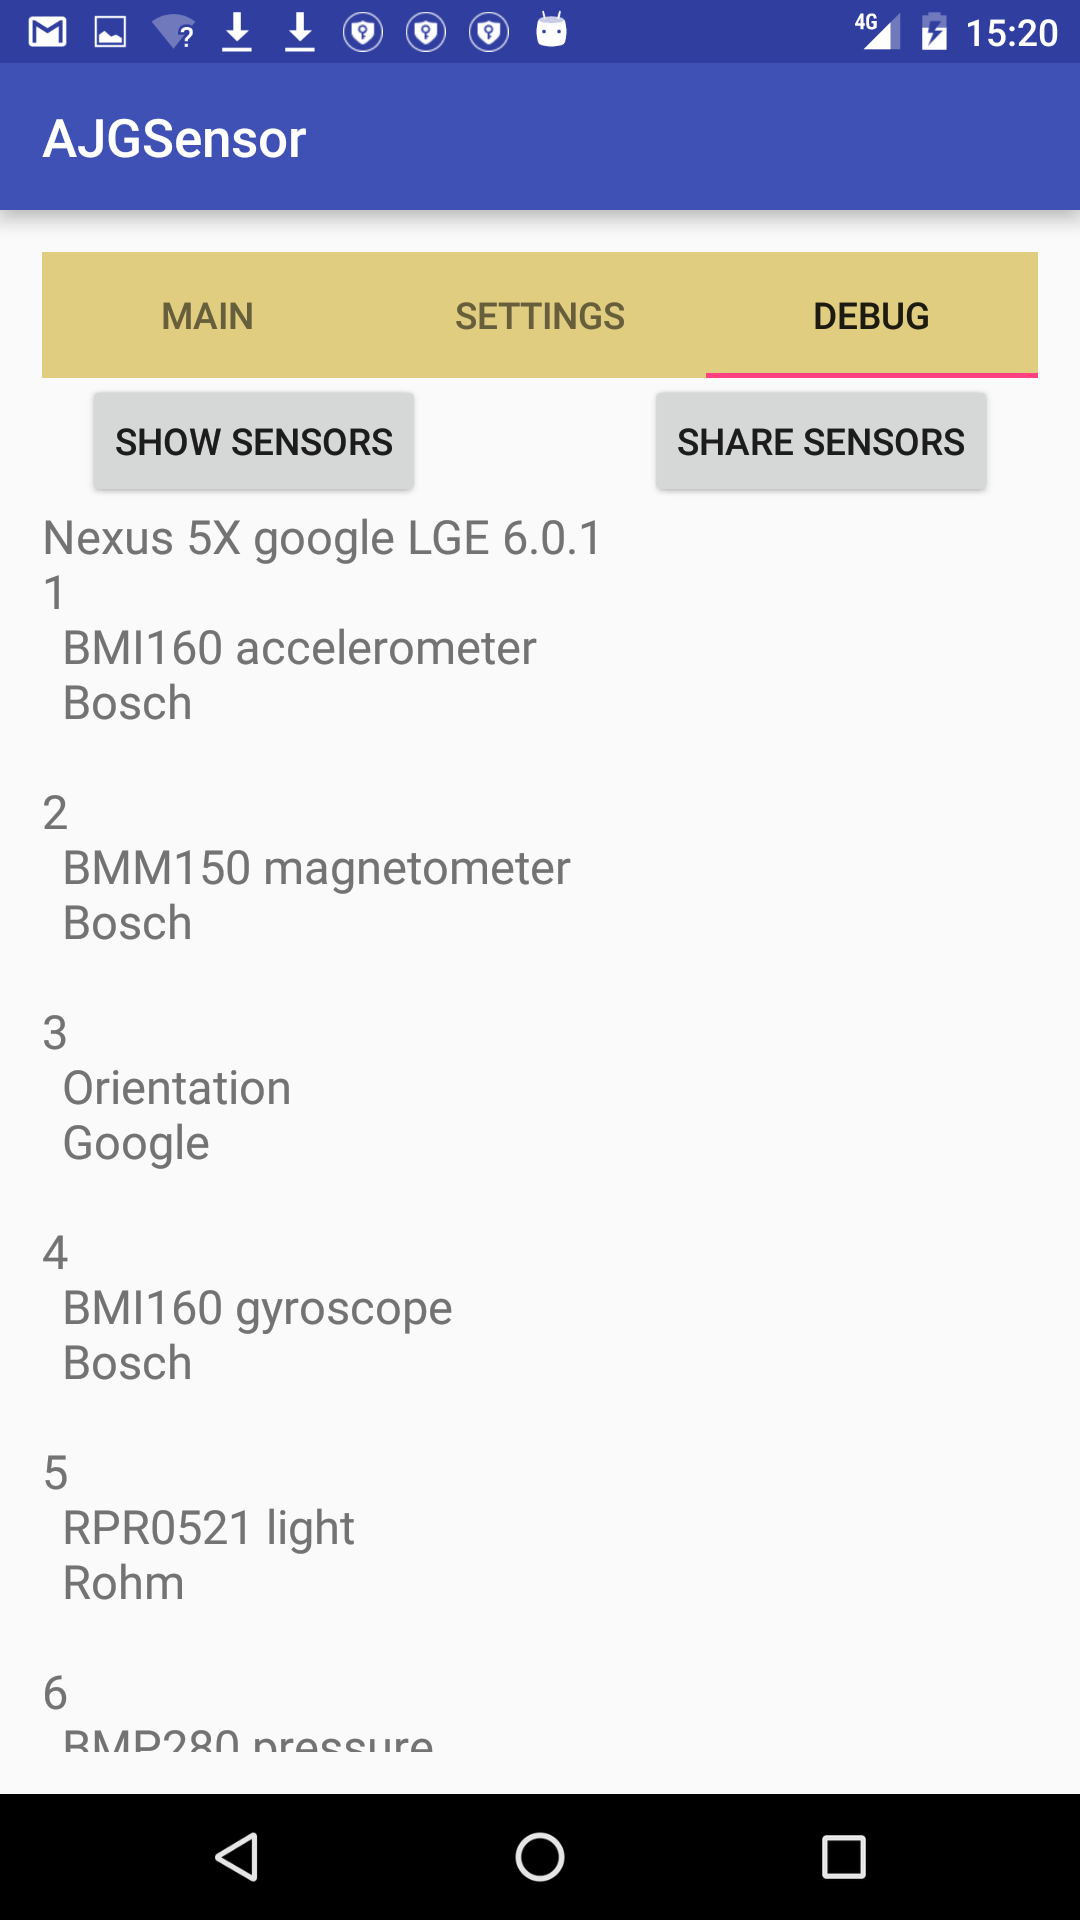 4G 15:20
AJGSensor
MAIN SETTINGS DEBUG
SHOW SENSORS SHARE SENSORS
Nexus 5X google LGE 6.0.1
1
BMI160 accelerometer
Bosch
2
BMM150 magnetometer
Bosch
3
Orientation
Google
4
BMI160 gyroscope
Bosch
5
RPR0521 light
Rohm
6
BMP280 pressure